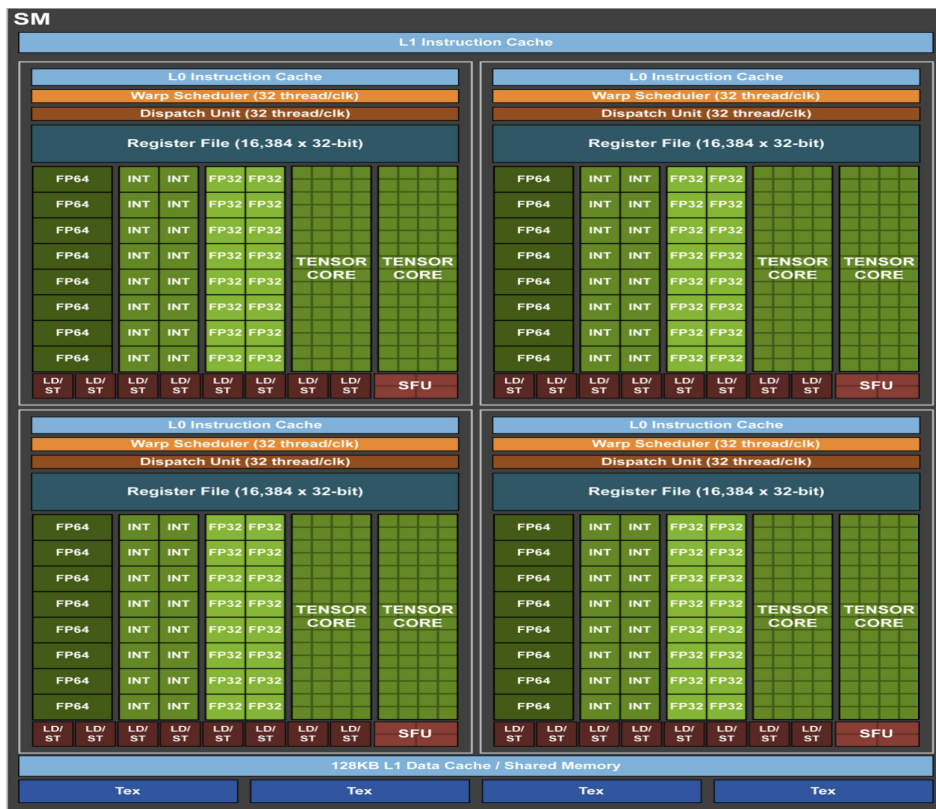 SM
L1 Instruction Cache
L0 Instruction Cache
Warp Scheduler (32 thread/clk)
Dispatch Unit (32 thread/clk)
Register File (16,384 x 32-bit)
FP64 INT INT FP32 FP32
FP64 INT INT FP32 FP32
FP64 INT INT FP32 FP32
FP64 INT INT FP32 FP32 TENSOR CORE TENSOR CORE
FP64 INT INT FP32 FP32
FP64 INT INT FP32 FP32
FP64 INT INT FP32 FP32
FP64 INT INT FP32 FP32
LD/ST LD/ST LD/ST LD/ST LD/ST LD/ST LD/ST LD/ST SFU
L0 Instruction Cache
Warp Scheduler (32 thread/clk)
Dispatch Unit (32 thread/clk)
Register File (16,384 x 32-bit)
FP64 INT INT FP32 FP32
FP64 INT INT FP32 FP32
FP64 INT INT FP32 FP32
FP64 INT INT FP32 FP32 TENSOR CORE TENSOR CORE
FP64 INT INT FP32 FP32
FP64 INT INT FP32 FP32
FP64 INT INT FP32 FP32
FP64 INT INT FP32 FP32
LD/ST LD/ST LD/ST LD/ST LD/ST LD/ST LD/ST LD/ST SFU
L0 Instruction Cache
Warp Scheduler (32 thread/clk)
Dispatch Unit (32 thread/clk)
Register File (16,384 x 32-bit)
FP64 INT INT FP32 FP32
FP64 INT INT FP32 FP32
FP64 INT INT FP32 FP32
FP64 INT INT FP32 FP32 TENSOR CORE TENSOR CORE
FP64 INT INT FP32 FP32
FP64 INT INT FP32 FP32
FP64 INT INT FP32 FP32
FP64 INT INT FP32 FP32
LD/ST LD/ST LD/ST LD/ST LD/ST LD/ST LD/ST LD/ST SFU
L0 Instruction Cache
Warp Scheduler (32 thread/clk)
Dispatch Unit (32 thread/clk)
Register File (16,384 x 32-bit)
FP64 INT INT FP32 FP32
FP64 INT INT FP32 FP32
FP64 INT INT FP32 FP32
FP64 INT INT FP32 FP32 TENSOR CORE TENSOR CORE
FP64 INT INT FP32 FP32
FP64 INT INT FP32 FP32
FP64 INT INT FP32 FP32
FP64 INT INT FP32 FP32
LD/ST LD/ST LD/ST LD/ST LD/ST LD/ST LD/ST LD/ST SFU
128KB L1 Data Cache / Shared Memory
Tex Tex Tex Tex